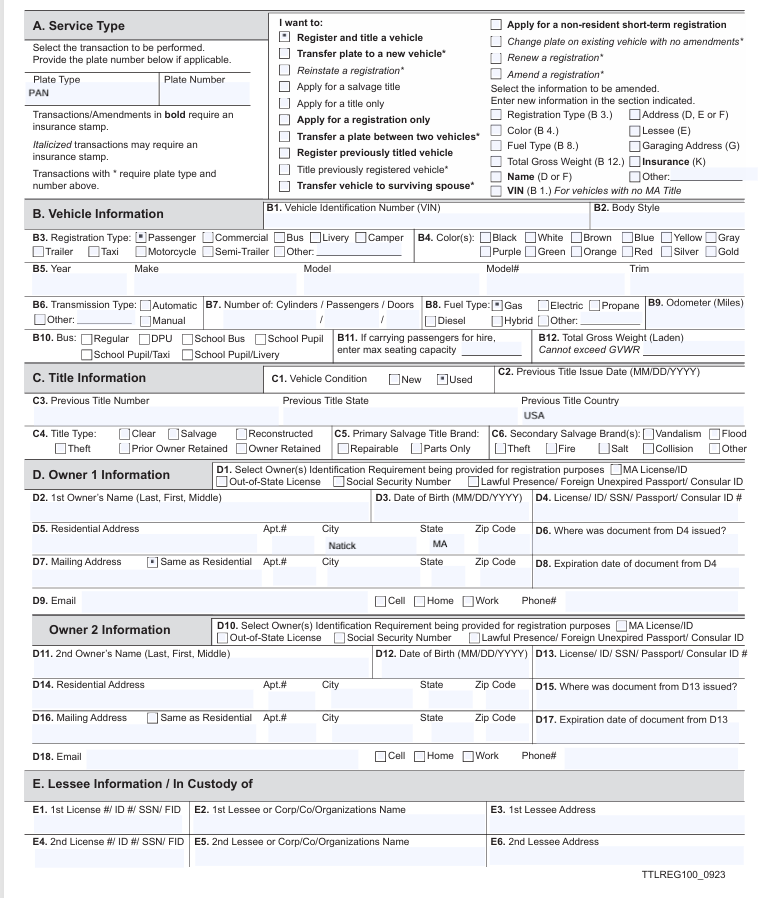 A. Service Type
Select the transaction to be performed.
Provide the plate number below if applicable.
Plate Type Plate Number
PAN
Transactions/Amendments in bold require an
insurance stamp.
Italicized transactions may require an
insurance stamp.
Transactions with * require plate type and
number above.
I want to:
Register and title a vehicle
Transfer plate to a new vehicle*
Reinstate a registration*
Apply for a salvage title
Apply for a title only
Apply for a registration only
Transfer a plate between two vehicles*
Register previously titled vehicle
Title previously registered vehicle*
Transfer vehicle to surviving spouse*
Apply for a non-resident short-term registration
Change plate on existing vehicle with no amendments*
Renew a registration*
Amend a registration*
Select the information to be amended.
Enter new information in the section indicated.
Registration Type (B 3.) Address (D, E or F)
Color (B 4.) Lessee (E)
Fuel Type (B 8.) Garaging Address (G)
Total Gross Weight (B 12.) Insurance (K)
Name (D or F) Other:
VIN (B 1.) For vehicles with no MA Title
B. Vehicle Information
B1. Vehicle Identification Number (VIN) B2. Body Style
B3. Registration Type: Passenger Commercial Bus Livery Camper
Trailer Taxi Motorcycle Semi-Trailer Other:
B4. Color(s): Black White Brown Blue Yellow Gray
Purple Green Orange Red Silver Gold
B5. Year Make Model Model# Trim
B6. Transmission Type: Automatic
Other: Manual
B7. Number of: Cylinders / Passengers / Doors
/ /
B8. Fuel Type: Gas Electric Propane
Diesel Hybrid Other:
B9. Odometer (Miles)
B10. Bus: Regular DPU School Bus School Pupil
School Pupil/Taxi School Pupil/Livery
B11. If carrying passengers for hire,
enter max seating capacity
B12. Total Gross Weight (Laden)
Cannot exceed GVWR
C. Title Information
C1. Vehicle Condition New Used
C2. Previous Title Issue Date (MM/DD/YYYY)
C3. Previous Title Number Previous Title State Previous Title Country
USA
C4. Title Type: Clear Salvage Reconstructed
Theft Prior Owner Retained Owner Retained
C5. Primary Salvage Title Brand:
Repairable Parts Only
C6. Secondary Salvage Brand(s): Vandalism Flood
Theft Fire Salt Collision Other
D. Owner 1 Information
D1. Select Owner(s) Identification Requirement being provided for registration purposes MA License/ID
Out-of-State License Social Security Number Lawful Presence/ Foreign Unexpired Passport/ Consular ID
D2. 1st Owner's Name (Last, First, Middle) D3. Date of Birth (MM/DD/YYYY) D4. License/ ID/ SSN/ Passport/ Consular ID #
D5. Residential Address Apt.# City State Zip Code D6. Where was document from D4 issued?
Natick MA
D7. Mailing Address Same as Residential Apt.# City State Zip Code D8. Expiration date of document from D4
D9. Email Cell Home Work Phone#
Owner 2 Information
D10. Select Owner(s) Identification Requirement being provided for registration purposes MA License/ID
Out-of-State License Social Security Number Lawful Presence/ Foreign Unexpired Passport/ Consular ID
D11. 2nd Owner's Name (Last, First, Middle) D12. Date of Birth (MM/DD/YYYY) D13. License/ ID/ SSN/ Passport/ Consular ID #
D14. Residential Address Apt.# City State Zip Code D15. Where was document from D13 issued?
D16. Mailing Address Same as Residential Apt.# City State Zip Code D17. Expiration date of document from D13
D18. Email Cell Home Work Phone#
E. Lessee Information / In Custody of
E1. 1st License #/ ID #/ SSN/ FID E2. 1st Lessee or Corp/Co/Organizations Name E3. 1st Lessee Address
E4. 2nd License #/ ID #/ SSN/ FID E5. 2nd Lessee or Corp/Co/Organizations Name E6. 2nd Lessee Address
TTLREG100_0923